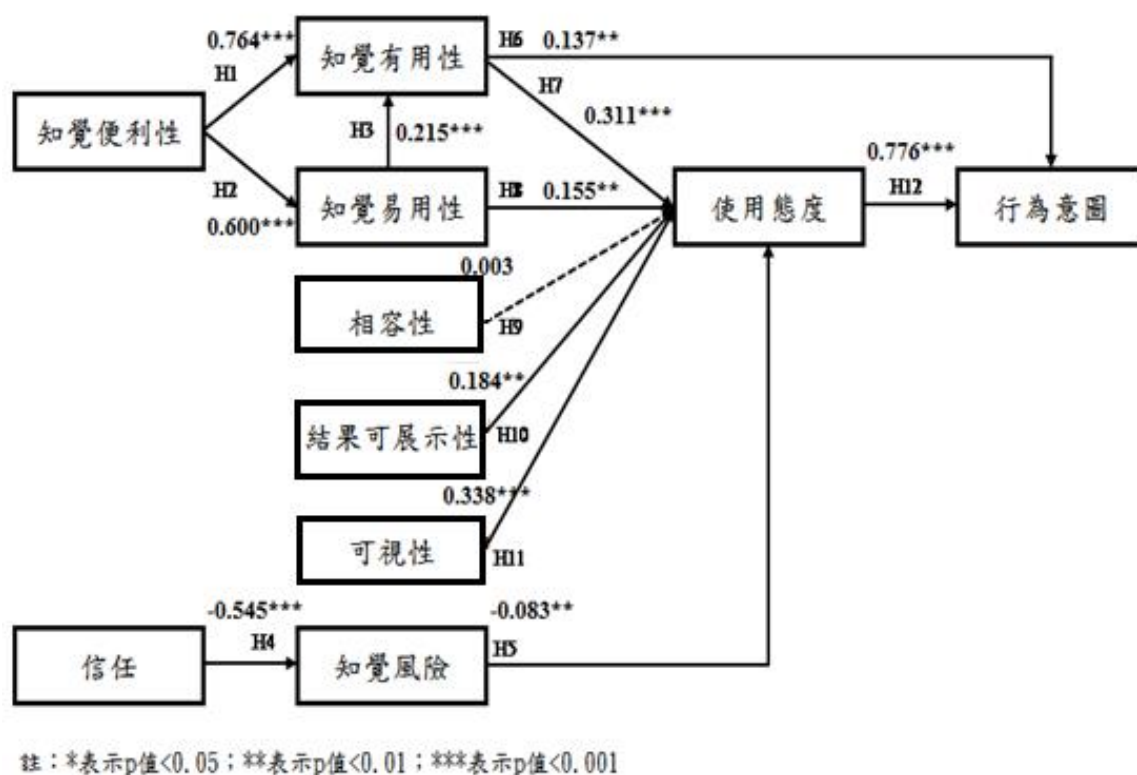 0.764***
H1
知覺有用性
H6 0.137**
H7
0.311***
知覺便利性
H3 0.215***
H2
0.600***
知覺易用性
H8 0.155**
使用態度
0.776***
H12
行為意圖
0.003
相容性
H9
0.184**
結果可展示性
H10
0.338***
可視性
H11
-0.545***
-0.083**
信任
H4
知覺風險
H5
註：*表示p值<0.05；**表示p值<0.01；***表示p值<0.001